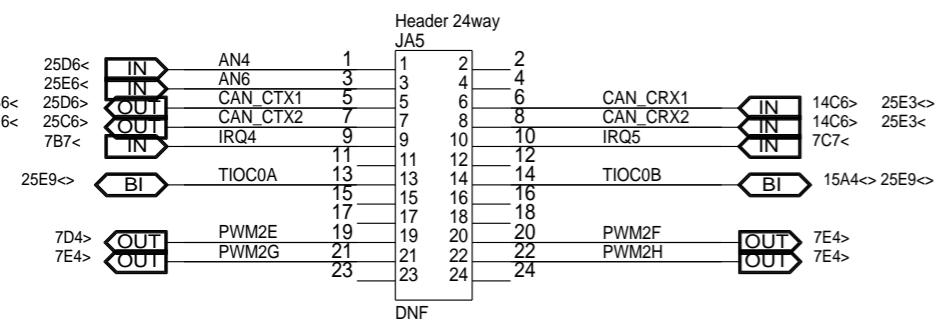 Header 24way
JA5
25D6< IN AN4 1 1 2 2
25E6< IN AN6 3 3 4 4
6< 25D6> OUT CAN_CTX1 5 5 6 6 CAN_CRX1 IN 14C6> 25E3<>
6< 25C6> OUT CAN_CTX2 7 7 8 8 CAN_CRX2 IN 14C6> 25E3<
7B7< IN IRQ4 9 9 10 10 IRQ5 IN 7C7<
11 11 12 12
25E9<> BI TIOC0A 13 13 14 14 TIOC0B BI 15A4<> 25E9<>
15 15 16 16
17 17 18 18
7D4> OUT PWM2E 19 19 20 20 PWM2F OUT 7E4>
7E4> OUT PWM2G 21 21 22 22 PWM2H OUT 7E4>
23 23 24 24
DNF